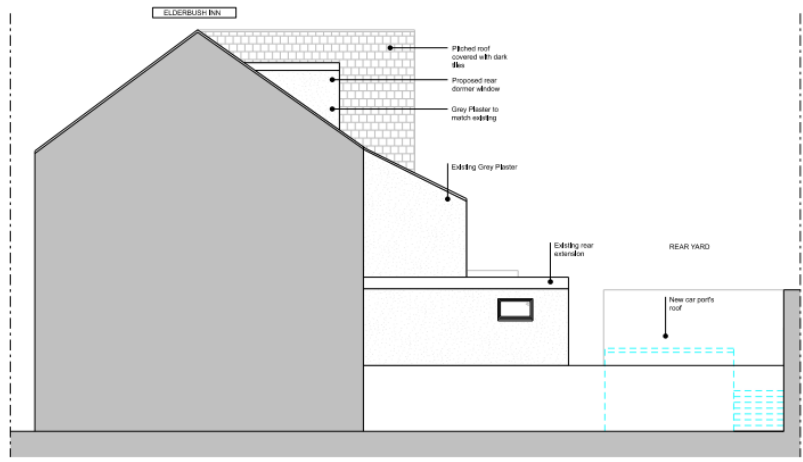 ELDERBUSH INN
Pitched roof
covered with dark
tiles
Proposed rear
dormer window
Grey Plaster to
match existing
Existing Grey Plaster
Existing rear
extension
REAR YARD
New car port's
roof